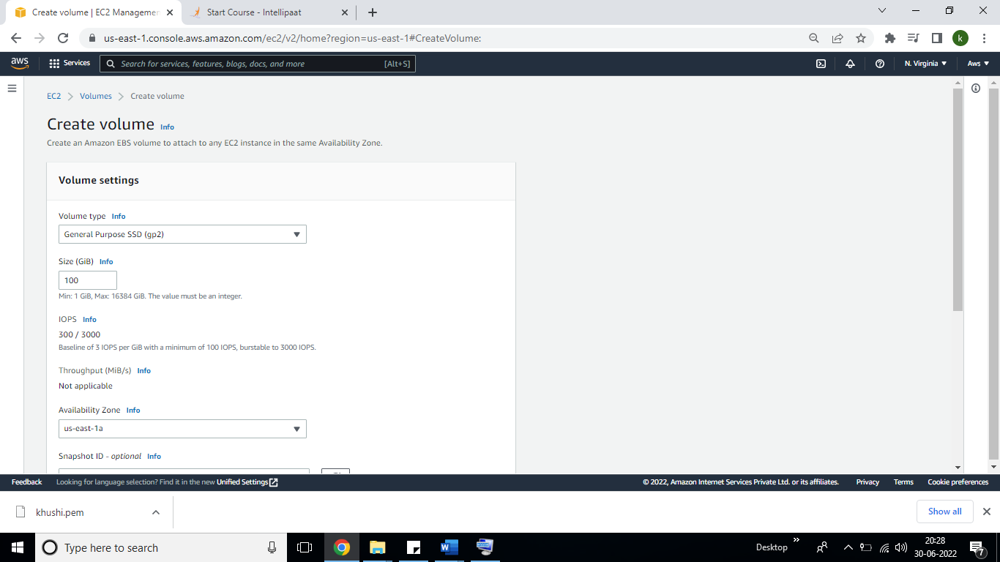 Create volume | EC2 Managemen
Start Course - Intellipaat
us-east-1.console.aws.amazon.com/ec2/v2/home?region=us-east-1#CreateVolume:
k
aws
Services
Search for services, features, blogs, docs, and more
[Alt+S]
N. Virginia
Aws
EC2
Volumes
Create volume
Create volume Info
Create an Amazon EBS volume to attach to any EC2 instance in the same Availability Zone.
Volume settings
Volume type Info
General Purpose SSD (gp2)
Size (GiB) Info
100
Min: 1 GiB, Max: 16384 GiB. The value must be an integer.
IOPS Info
300 / 3000
Baseline of 3 IOPS per GiB with a minimum of 100 IOPS, burstable to 3000 IOPS.
Throughput (MiB/s) Info
Not applicable
Availability Zone Info
us-east-1a
Snapshot ID - optional Info
Feedback
Looking for language selection? Find it in the new Unified Settings
© 2022, Amazon Internet Services Private Ltd. or its affiliates.
Privacy
Terms
Cookie preferences
khushi.pem
Show all
Type here to search
W
Desktop
20:28
30-06-2022
7